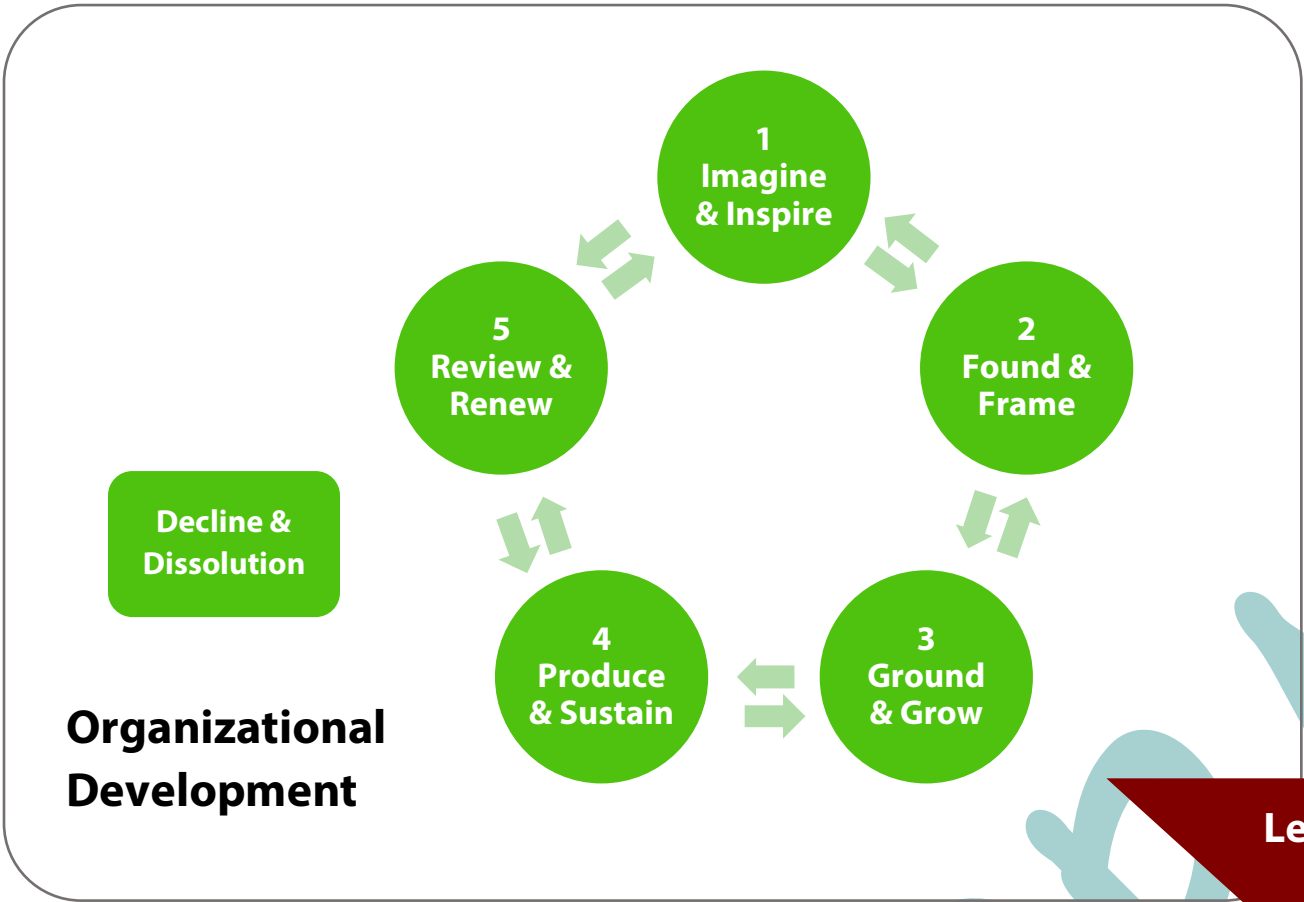 1
Imagine
& Inspire
2
Found &
Frame
3
Ground
& Grow
4
Produce
& Sustain
5
Review &
Renew
Decline &
Dissolution
Organizational
Development
Le